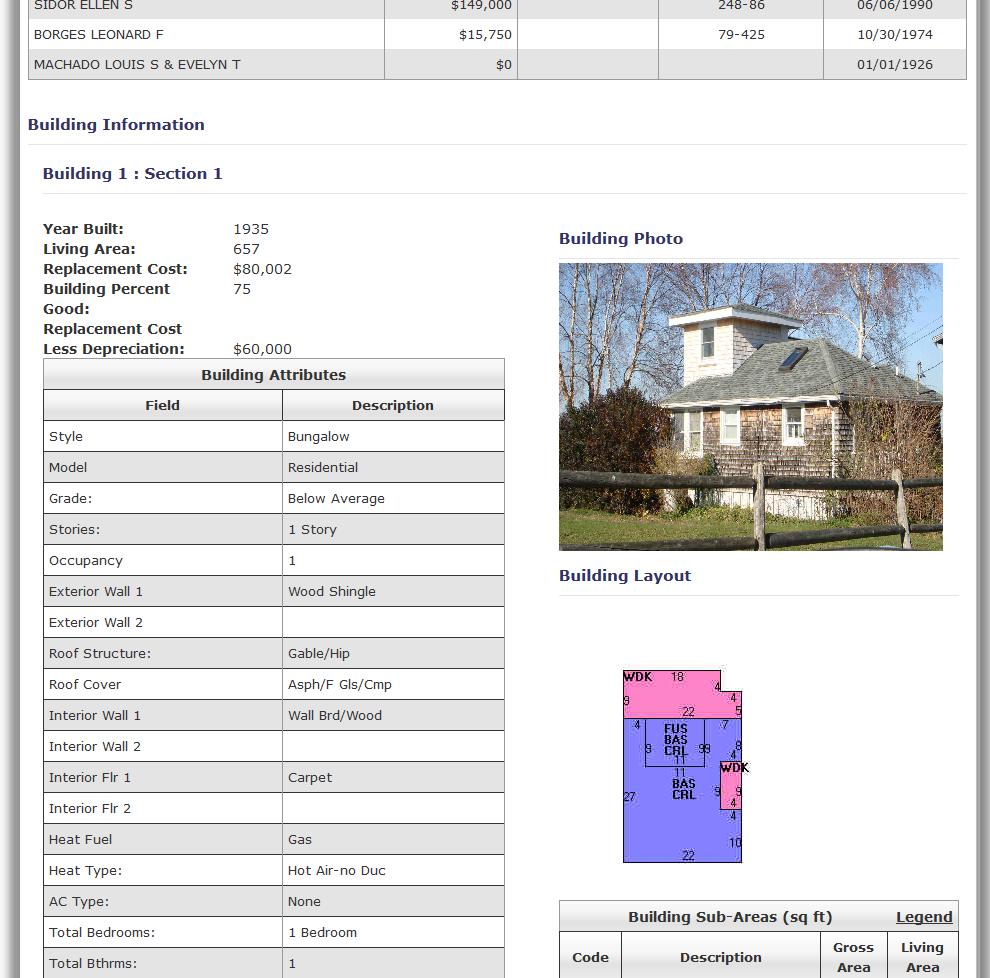 SIDOR ELLEN S $149,000 248-86 06/06/1990
BORGES LEONARD F $15,750 79-425 10/30/1974
MACHADO LOUIS S & EVELYN T $0 01/01/1926
Building Information
Building 1 : Section 1
Year Built: 1935
Living Area: 657
Replacement Cost: $80,002
Building Percent 75
Good:
Replacement Cost
Less Depreciation: $60,000
Building Attributes
Field Description
Style Bungalow
Model Residential
Grade: Below Average
Stories: 1 Story
Occupancy 1
Exterior Wall 1 Wood Shingle
Exterior Wall 2
Roof Structure: Gable/Hip
Roof Cover Asph/F Gls/Cmp
Interior Wall 1 Wall Brd/Wood
Interior Wall 2
Interior Flr 1 Carpet
Interior Flr 2
Heat Fuel Gas
Heat Type: Hot Air-no Duc
AC Type: None
Total Bedrooms: 1 Bedroom
Total Bthrms: 1
Building Photo
Building Layout
WDK 18
4
9 4
22 5
4 FUS 7
BAS
9 CRL 99 8
11 4
11 WDK
BAS
27 CRL 9 9
4
4
10
22
Building Sub-Areas (sq ft) Legend
Code Description Gross Area Living Area